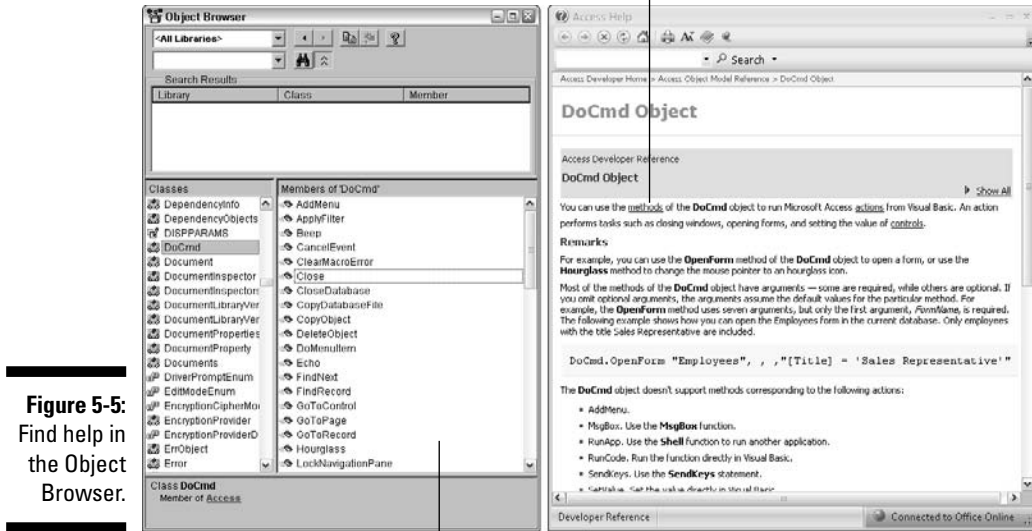 Object Browser
<All Libraries>
Search Results
Library Class Member
Classes
DependencyInfo
DependencyObjects
DISPPARAMS
DoCmd
Document
DocumentInspector
DocumentInspectors
DocumentLibraryVer
DocumentLibraryVer
DocumentProperties
DocumentProperty
Documents
DriverPromptEnum
EditModeEnum
EncryptionCipherMo
EncryptionProvider
EncryptionProviderD
ErrObject
Error
Members of 'DoCmd'
AddMenu
ApplyFilter
Beep
CancelEvent
ClearMacroError
Close
CloseDatabase
CopyDatabaseFile
CopyObject
DeleteObject
DoMenuItem
Echo
FindNext
FindRecord
GoToControl
GoToPage
GoToRecord
Hourglass
LockNavigationPane
Class DoCmd
Member of Access
Access Help
Search
Access Developer Home > Access Object Model Reference > DoCmd Object
DoCmd Object
Access Developer Reference
DoCmd Object
Show All
You can use the methods of the DoCmd object to run Microsoft Access actions from Visual Basic. An action
performs tasks such as closing windows, opening forms, and setting the value of controls.
Remarks
For example, you can use the OpenForm method of the DoCmd object to open a form, or use the
Hourglass method to change the mouse pointer to an hourglass icon.
Most of the methods of the DoCmd object have arguments — some are required, while others are optional. If
you omit optional arguments, the arguments assume the default values for the particular method. For
example, the OpenForm method uses seven arguments, but only the first argument, FormName, is required.
The following example shows how you can open the Employees form in the current database. Only employees
with the title Sales Representative are included.
DoCmd.OpenForm "Employees", , ,"[Title] = 'Sales Representative'"
The DoCmd object doesn't support methods corresponding to the following actions:
AddMenu.
MsgBox. Use the MsgBox function.
RunApp. Use the Shell function to run another application.
RunCode. Run the function directly in Visual Basic.
SendKeys. Use the SendKeys statement.
SetValue. Set the value directly in Visual Basic.
Developer Reference
Connected to Office Online
Figure 5-5:
Find help in
the Object
Browser.